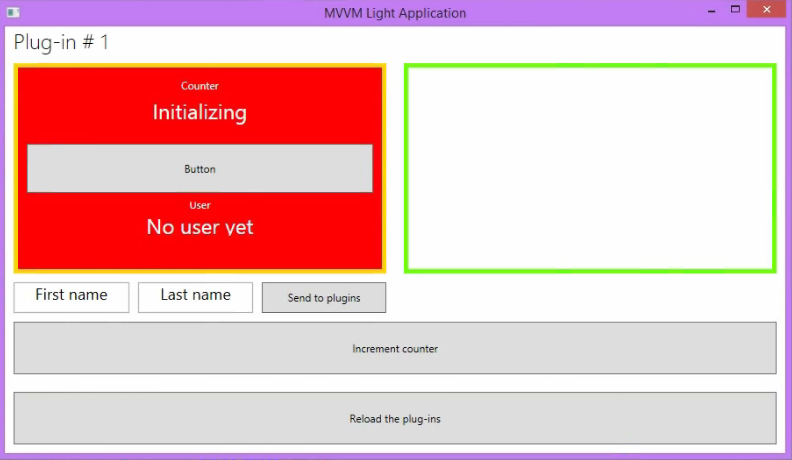 MVVM Light Application
Plug-in # 1
Counter
Initializing
Button
User
No user yet
First name
Last name
Send to plugins
Increment counter
Reload the plug-ins